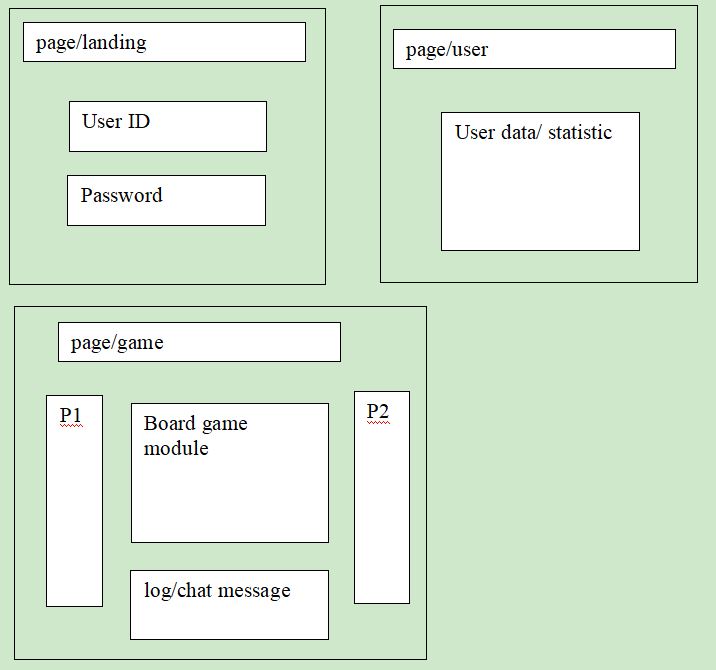 page/landing
User ID
Password
page/user
User data/ statistic
page/game
P1
Board game
module
P2
log/chat message